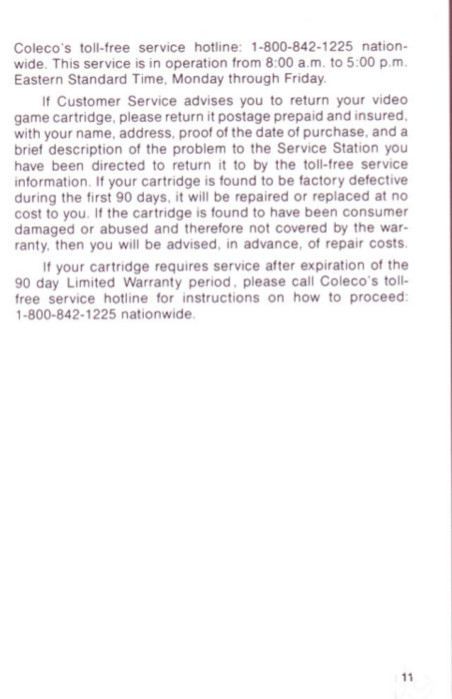 Coleco's toll-free service hotline: 1-800-842-1225 nation-
wide. This service is in operation from 8:00 a.m. to 5:00 p.m.
Eastern Standard Time, Monday through Friday.
If Customer Service advises you to return your video
game cartridge, please return it postage prepaid and insured,
with your name, address, proof of the date of purchase, and a
brief description of the problem to the Service Station you
have been directed to return it to by the toll-free service
information. If your cartridge is found to be factory defective
during the first 90 days, it will be repaired or replaced at no
cost to you. If the cartridge is found to have been consumer
damaged or abused and therefore not covered by the war-
ranty, then you will be advised, in advance, of repair costs.
If your cartridge requires service after expiration of the
90 day Limited Warranty period, please call Coleco's toll-
free service hotline for instructions on how to proceed:
1-800-842-1225 nationwide.
11